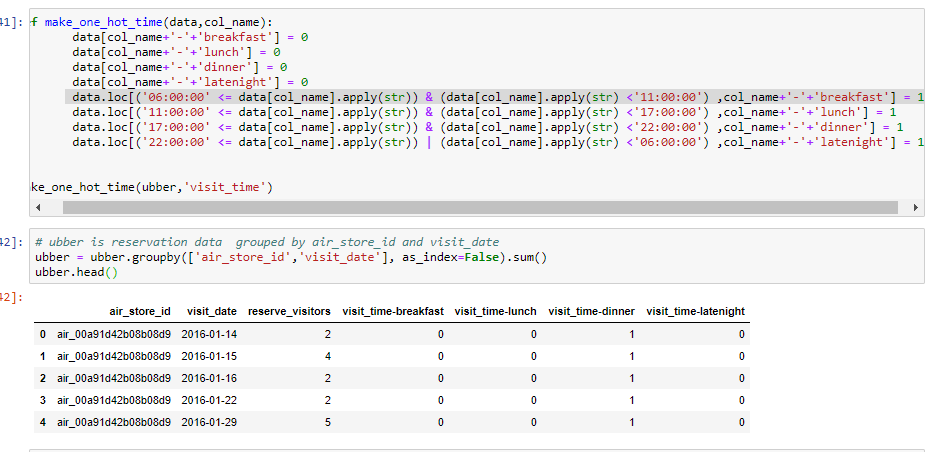 41]: f make_one_hot_time(data,col_name):
data[col_name+'-'+'breakfast'] = 0
data[col_name+'-'+'lunch'] = 0
data[col_name+'-'+'dinner'] = 0
data[col_name+'-'+'latenight'] = 0
data.loc[('06:00:00' <= data[col_name].apply(str)) & (data[col_name].apply(str) <'11:00:00') ,col_name+'-'+'breakfast'] = 1
data.loc[('11:00:00' <= data[col_name].apply(str)) & (data[col_name].apply(str) <'17:00:00') ,col_name+'-'+'lunch'] = 1
data.loc[('17:00:00' <= data[col_name].apply(str)) & (data[col_name].apply(str) <'22:00:00') ,col_name+'-'+'dinner'] = 1
data.loc[('22:00:00' <= data[col_name].apply(str)) | (data[col_name].apply(str) <'06:00:00') ,col_name+'-'+'latenight'] = 1
ke_one_hot_time(ubber,'visit_time')
42]: # ubber is reservation data  grouped by air_store_id and visit_date
ubber = ubber.groupby(['air_store_id','visit_date'], as_index=False).sum()
ubber.head()
42]:
air_store_id visit_date reserve_visitors visit_time-breakfast visit_time-lunch visit_time-dinner visit_time-latenight
0 air_00a91d42b08b08d9 2016-01-14 2 0 0 1 0
1 air_00a91d42b08b08d9 2016-01-15 4 0 0 1 0
2 air_00a91d42b08b08d9 2016-01-16 2 0 0 1 0
3 air_00a91d42b08b08d9 2016-01-22 2 0 0 1 0
4 air_00a91d42b08b08d9 2016-01-29 5 0 0 1 0